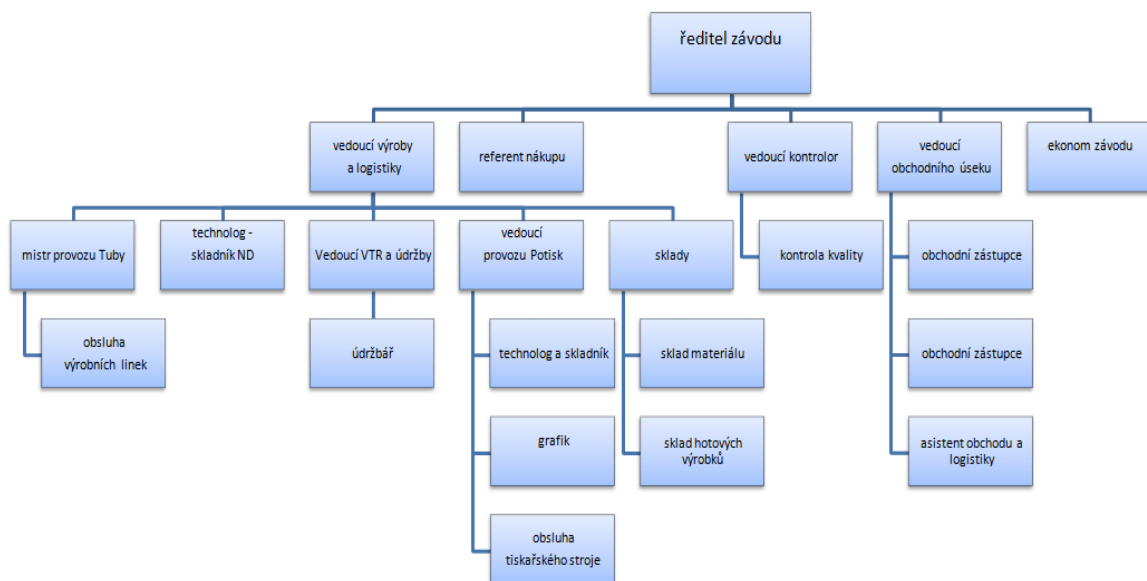 ředitel závodu
vedoucí výroby
a logistiky
referent nákupu
vedoucí kontrolor
vedoucí
obchodního úseku
ekonom závodu
mistr provozu Tuby
technolog -
skladník ND
Vedoucí VTR a údržby
vedoucí
provozu Potisk
sklady
kontrola kvality
obchodní zástupce
obsluha
výrobních linek
údržbář
technolog a skladník
sklad materiálu
obchodní zástupce
grafik
sklad hotových
výrobků
asistent obchodu a
logistiky
obsluha
tiskařského stroje